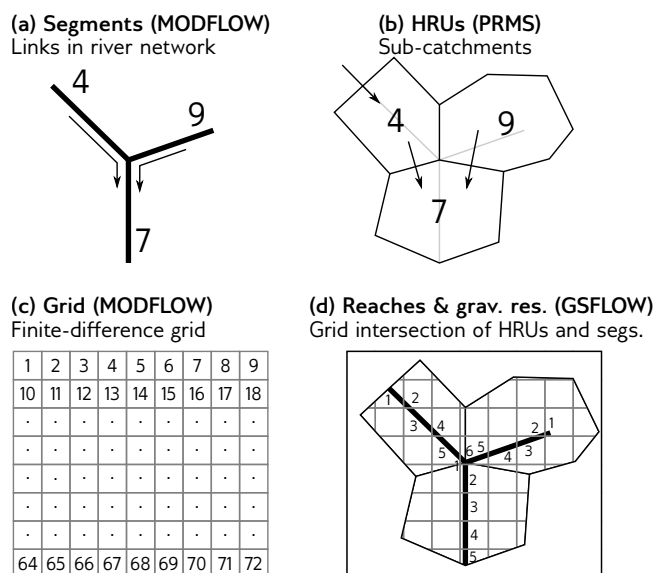 (a) Segments (MODFLOW)
Links in river network
4
9
7
(b) HRUs (PRMS)
Sub-catchments
4
9
7
(c) Grid (MODFLOW)
Finite-difference grid
1 2 3 4 5 6 7 8 9
10 11 12 13 14 15 16 17 18
. . . . . . . . .
. . . . . . . . .
. . . . . . . . .
. . . . . . . . .
. . . . . . . . .
64 65 66 67 68 69 70 71 72
(d) Reaches & grav. res. (GSFLOW)
Grid intersection of HRUs and segs.
1 2
3 4 2 1
5 6 5 4 3
1
2
3
4
5